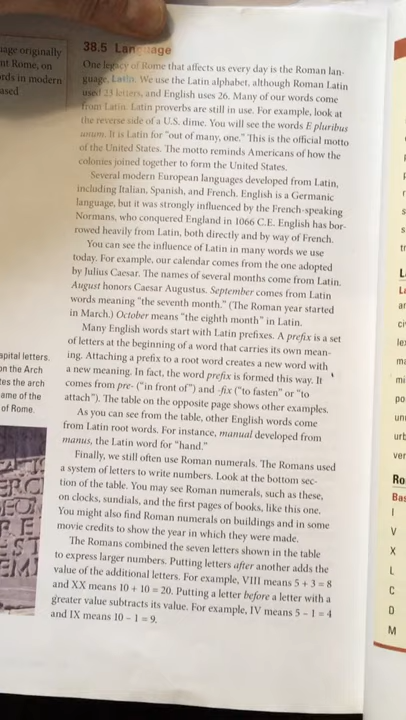 uage originally
nt Rome, on
rds in modern
ased
38.5 Language
One legacy of Rome that affects us every day is the Roman lan-
guage, Latin. We use the Latin alphabet, although Roman Latin
used 23 letters, and English uses 26. Many of our words come
from Latin. Latin proverbs are still in use. For example, look at
the reverse side of a U.S. dime. You will see the words E pluribus
unum. It is Latin for "out of many, one." This is the official motto
of the United States. The motto reminds Americans of how the
colonies joined together to form the United States.
Several modern European languages developed from Latin,
including Italian, Spanish, and French. English is a Germanic
language, but it was strongly influenced by the French-speaking
Normans, who conquered England in 1066 C.E. English has bor-
rowed heavily from Latin, both directly and by way of French.
You can see the influence of Latin in many words we use
today. For example, our calendar comes from the one adopted
by Julius Caesar. The names of several months come from Latin.
August honors Caesar Augustus. September comes from Latin
words meaning "the seventh month." (The Roman year started
in March.) October means "the eighth month" in Latin.
Many English words start with Latin prefixes. A prefix is a set
of letters at the beginning of a word that carries its own mean-
ing. Attaching a prefix to a root word creates a new word with
a new meaning. In fact, the word prefix is formed this way. It
comes from pre- ("in front of") and -fix ("to fasten" or "to
attach"). The table on the opposite page shows other examples.
As you can see from the table, other English words come
from Latin root words. For instance, manual developed from
manus, the Latin word for "hand."
Finally, we still often use Roman numerals. The Romans used
a system of letters to write numbers. Look at the bottom sec-
tion of the table. You may see Roman numerals, such as these,
on clocks, sundials, and the first pages of books, like this one.
You might also find Roman numerals on buildings and in some
movie credits to show the year in which they were made.
The Romans combined the seven letters shown in the table
to express larger numbers. Putting letters after another adds the
value of the additional letters. For example, VIII means 5 + 3 = 8
and XX means 10 + 10 = 20. Putting a letter before a letter with a
greater value subtracts its value. For example, IV means 5 - 1 = 4
and IX means 10 - 1 = 9.
apital letters.
on the Arch
tes the arch
ame of the
of Rome.
La
ar
civ
lex
ma
mi
po
uni
urb
ver
Ro
Bas
I
V
X
L
C
D
M